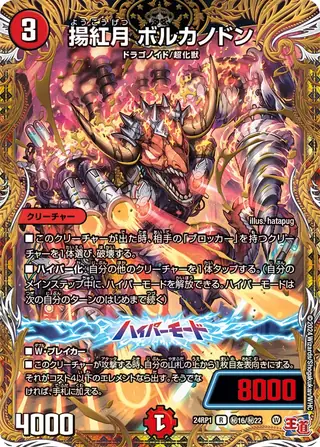 3
ようこうげつ
揚紅月 ボルカノドン
ドラゴノイド/超化獣
illus. hatapug
クリーチャー
■このクリーチャーが出た時、相手の「ブロッカー」を持つクリー
チャーを1体選び、破壊する。
■ハイパー化:自分の他のクリーチャーを1体タップする。(自分の
メインステップ中に、ハイパーモードを解放できる。ハイパーモードは
次の自分のターンのはじめまで続く)
ハイパーモード
■W・ブレイカー
■このクリーチャーが攻撃する時、自分の山札の上から1枚目を表向きにする。
それがコスト4以下のエレメントなら出す。そうでな
ければ、手札に加える。
8000
4000
24RP1 R 秘16/秘22 W 王道